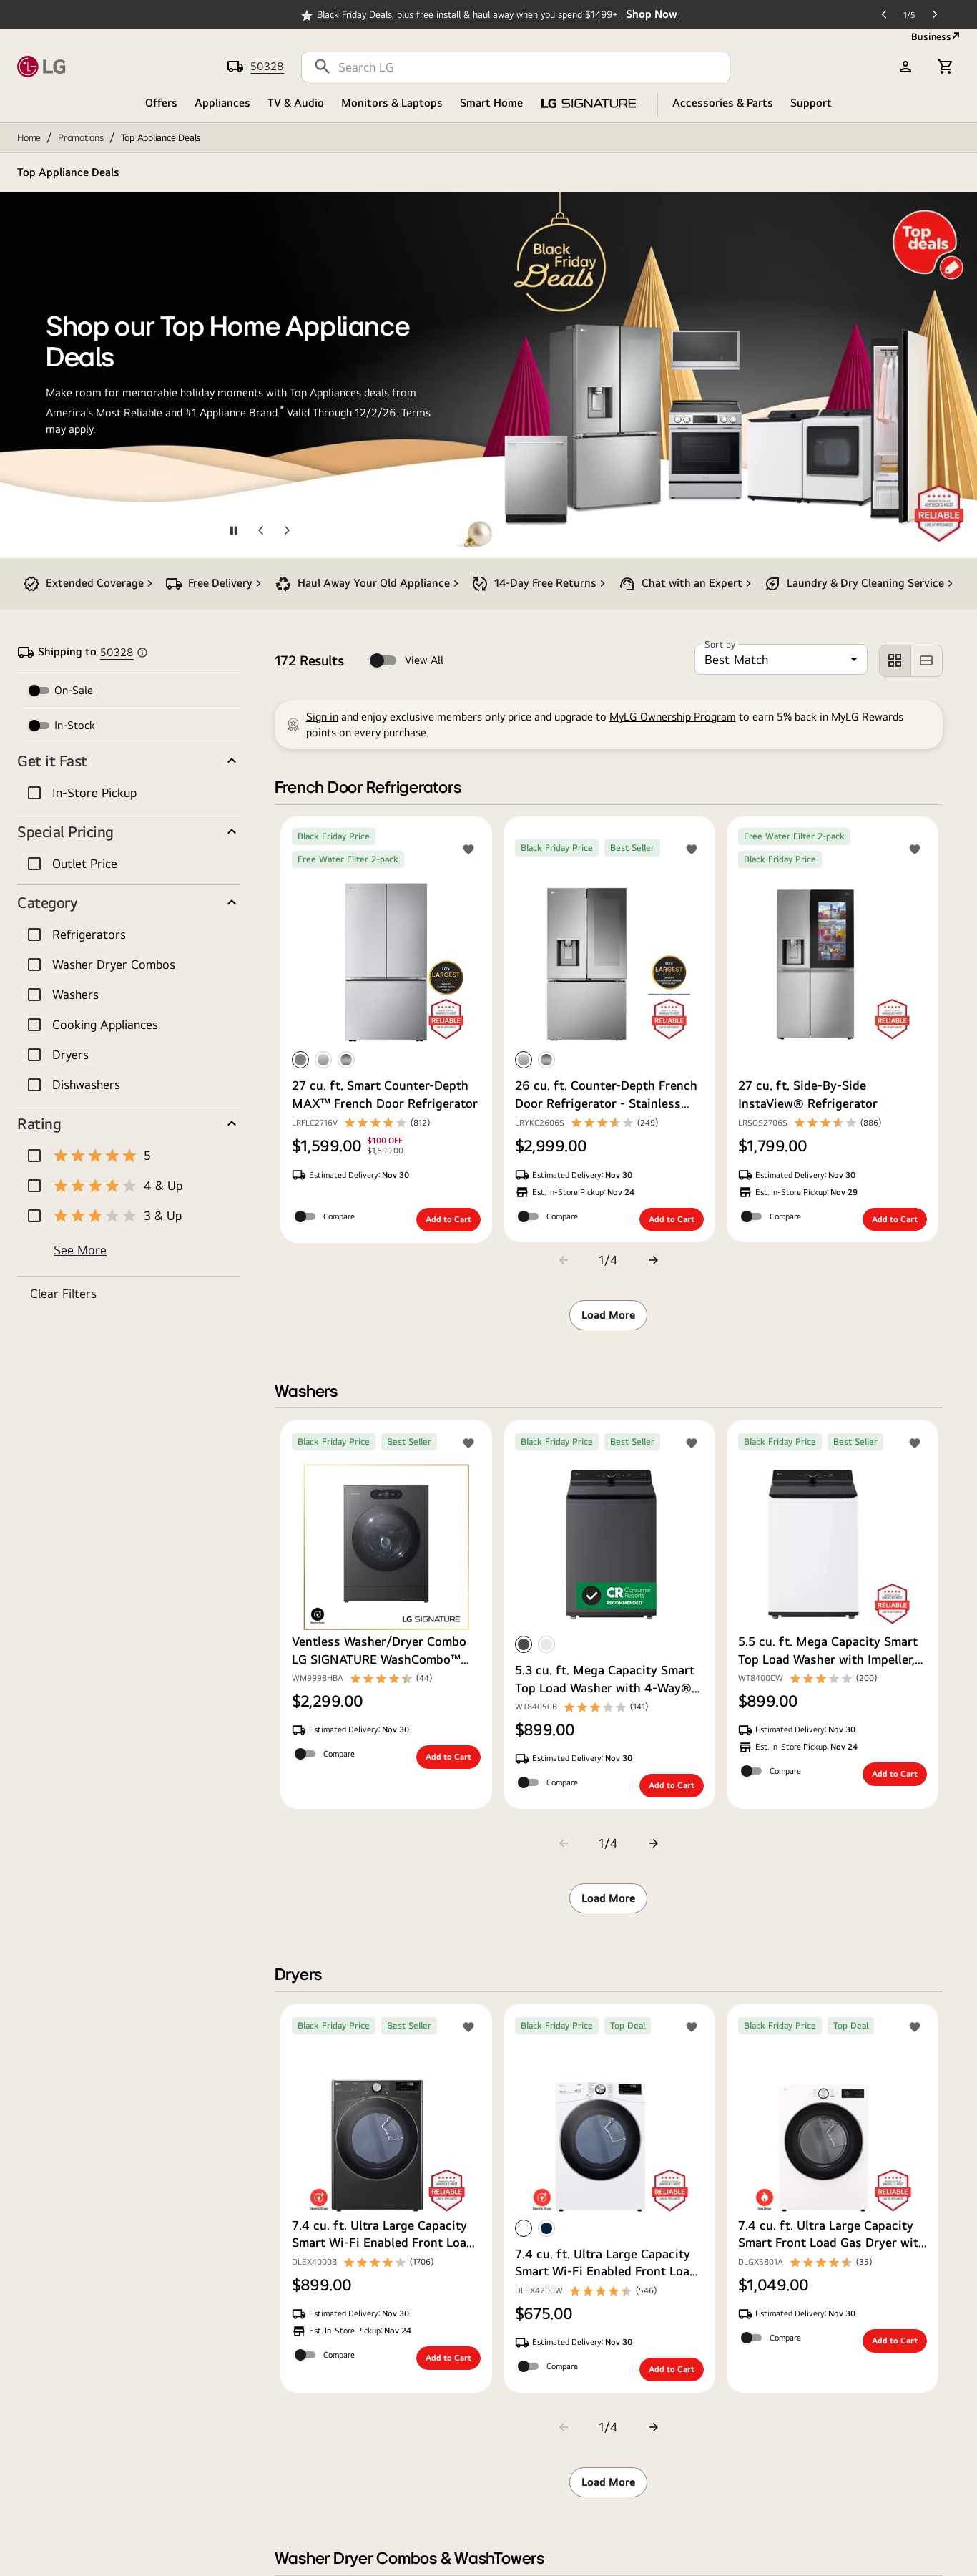 Black Friday Deals, plus free install & haul away when you spend $1499+. Shop Now
1/5
Business
LG
50328
Search LG
Offers
Appliances
TV & Audio
Monitors & Laptops
Smart Home
LG SIGNATURE
Accessories & Parts
Support
Home / Promotions / Top Appliance Deals
Top Appliance Deals
Black
Friday
Deals
Top
deals
Shop our Top Home Appliance
Deals
Make room for memorable holiday moments with Top Appliances deals from
America's Most Reliable and #1 Appliance Brand.* Valid Through 12/2/26. Terms
may apply.
RELIABLE
Extended Coverage
Free Delivery
Haul Away Your Old Appliance
14-Day Free Returns
Chat with an Expert
Laundry & Dry Cleaning Service
Shipping to 50328
On-Sale
In-Stock
Get it Fast
In-Store Pickup
Special Pricing
Outlet Price
Category
Refrigerators
Washer Dryer Combos
Washers
Cooking Appliances
Dryers
Dishwashers
Rating
5
4 & Up
3 & Up
See More
Clear Filters
172 Results
View All
Sort by
Best Match
Sign in and enjoy exclusive members only price and upgrade to MyLG Ownership Program to earn 5% back in MyLG Rewards
points on every purchase.
French Door Refrigerators
Black Friday Price
Free Water Filter 2-pack
LG's
LARGEST
RELIABLE
27 cu. ft. Smart Counter-Depth
MAX™ French Door Refrigerator
LRFLC2716V (812)
$1,599.00 $100 OFF
$1,699.00
Estimated Delivery: Nov 30
Compare
Add to Cart
Black Friday Price
Best Seller
LG's
LARGEST
RELIABLE
26 cu. ft. Counter-Depth French
Door Refrigerator - Stainless...
LRYKC2606S (249)
$2,999.00
Estimated Delivery: Nov 30
Est. In-Store Pickup: Nov 24
Compare
Add to Cart
Free Water Filter 2-pack
Black Friday Price
RELIABLE
27 cu. ft. Side-By-Side
InstaView® Refrigerator
LRSOS2706S (886)
$1,799.00
Estimated Delivery: Nov 30
Est. In-Store Pickup: Nov 29
Compare
Add to Cart
1/4
Load More
Washers
Black Friday Price
Best Seller
LG SIGNATURE
Ventless Washer/Dryer Combo
LG SIGNATURE WashCombo™...
WM9998HBA (44)
$2,299.00
Estimated Delivery: Nov 30
Compare
Add to Cart
Black Friday Price
Best Seller
CR Consumer
Reports
RECOMMENDED
5.3 cu. ft. Mega Capacity Smart
Top Load Washer with 4-Way®...
WT8405CB (141)
$899.00
Estimated Delivery: Nov 30
Compare
Add to Cart
Black Friday Price
Best Seller
RELIABLE
5.5 cu. ft. Mega Capacity Smart
Top Load Washer with Impeller,...
WT8400CW (200)
$899.00
Estimated Delivery: Nov 30
Est. In-Store Pickup: Nov 24
Compare
Add to Cart
1/4
Load More
Dryers
Black Friday Price
Best Seller
RELIABLE
7.4 cu. ft. Ultra Large Capacity
Smart Wi-Fi Enabled Front Loa...
DLEX4000B (1706)
$899.00
Estimated Delivery: Nov 30
Est. In-Store Pickup: Nov 24
Compare
Add to Cart
Black Friday Price
Top Deal
RELIABLE
7.4 cu. ft. Ultra Large Capacity
Smart Wi-Fi Enabled Front Loa...
DLEX4200W (546)
$675.00
Estimated Delivery: Nov 30
Compare
Add to Cart
Black Friday Price
Top Deal
RELIABLE
7.4 cu. ft. Ultra Large Capacity
Smart Front Load Gas Dryer wit...
DLGX5801A (35)
$1,049.00
Estimated Delivery: Nov 30
Compare
Add to Cart
1/4
Load More
Washer Dryer Combos & WashTowers